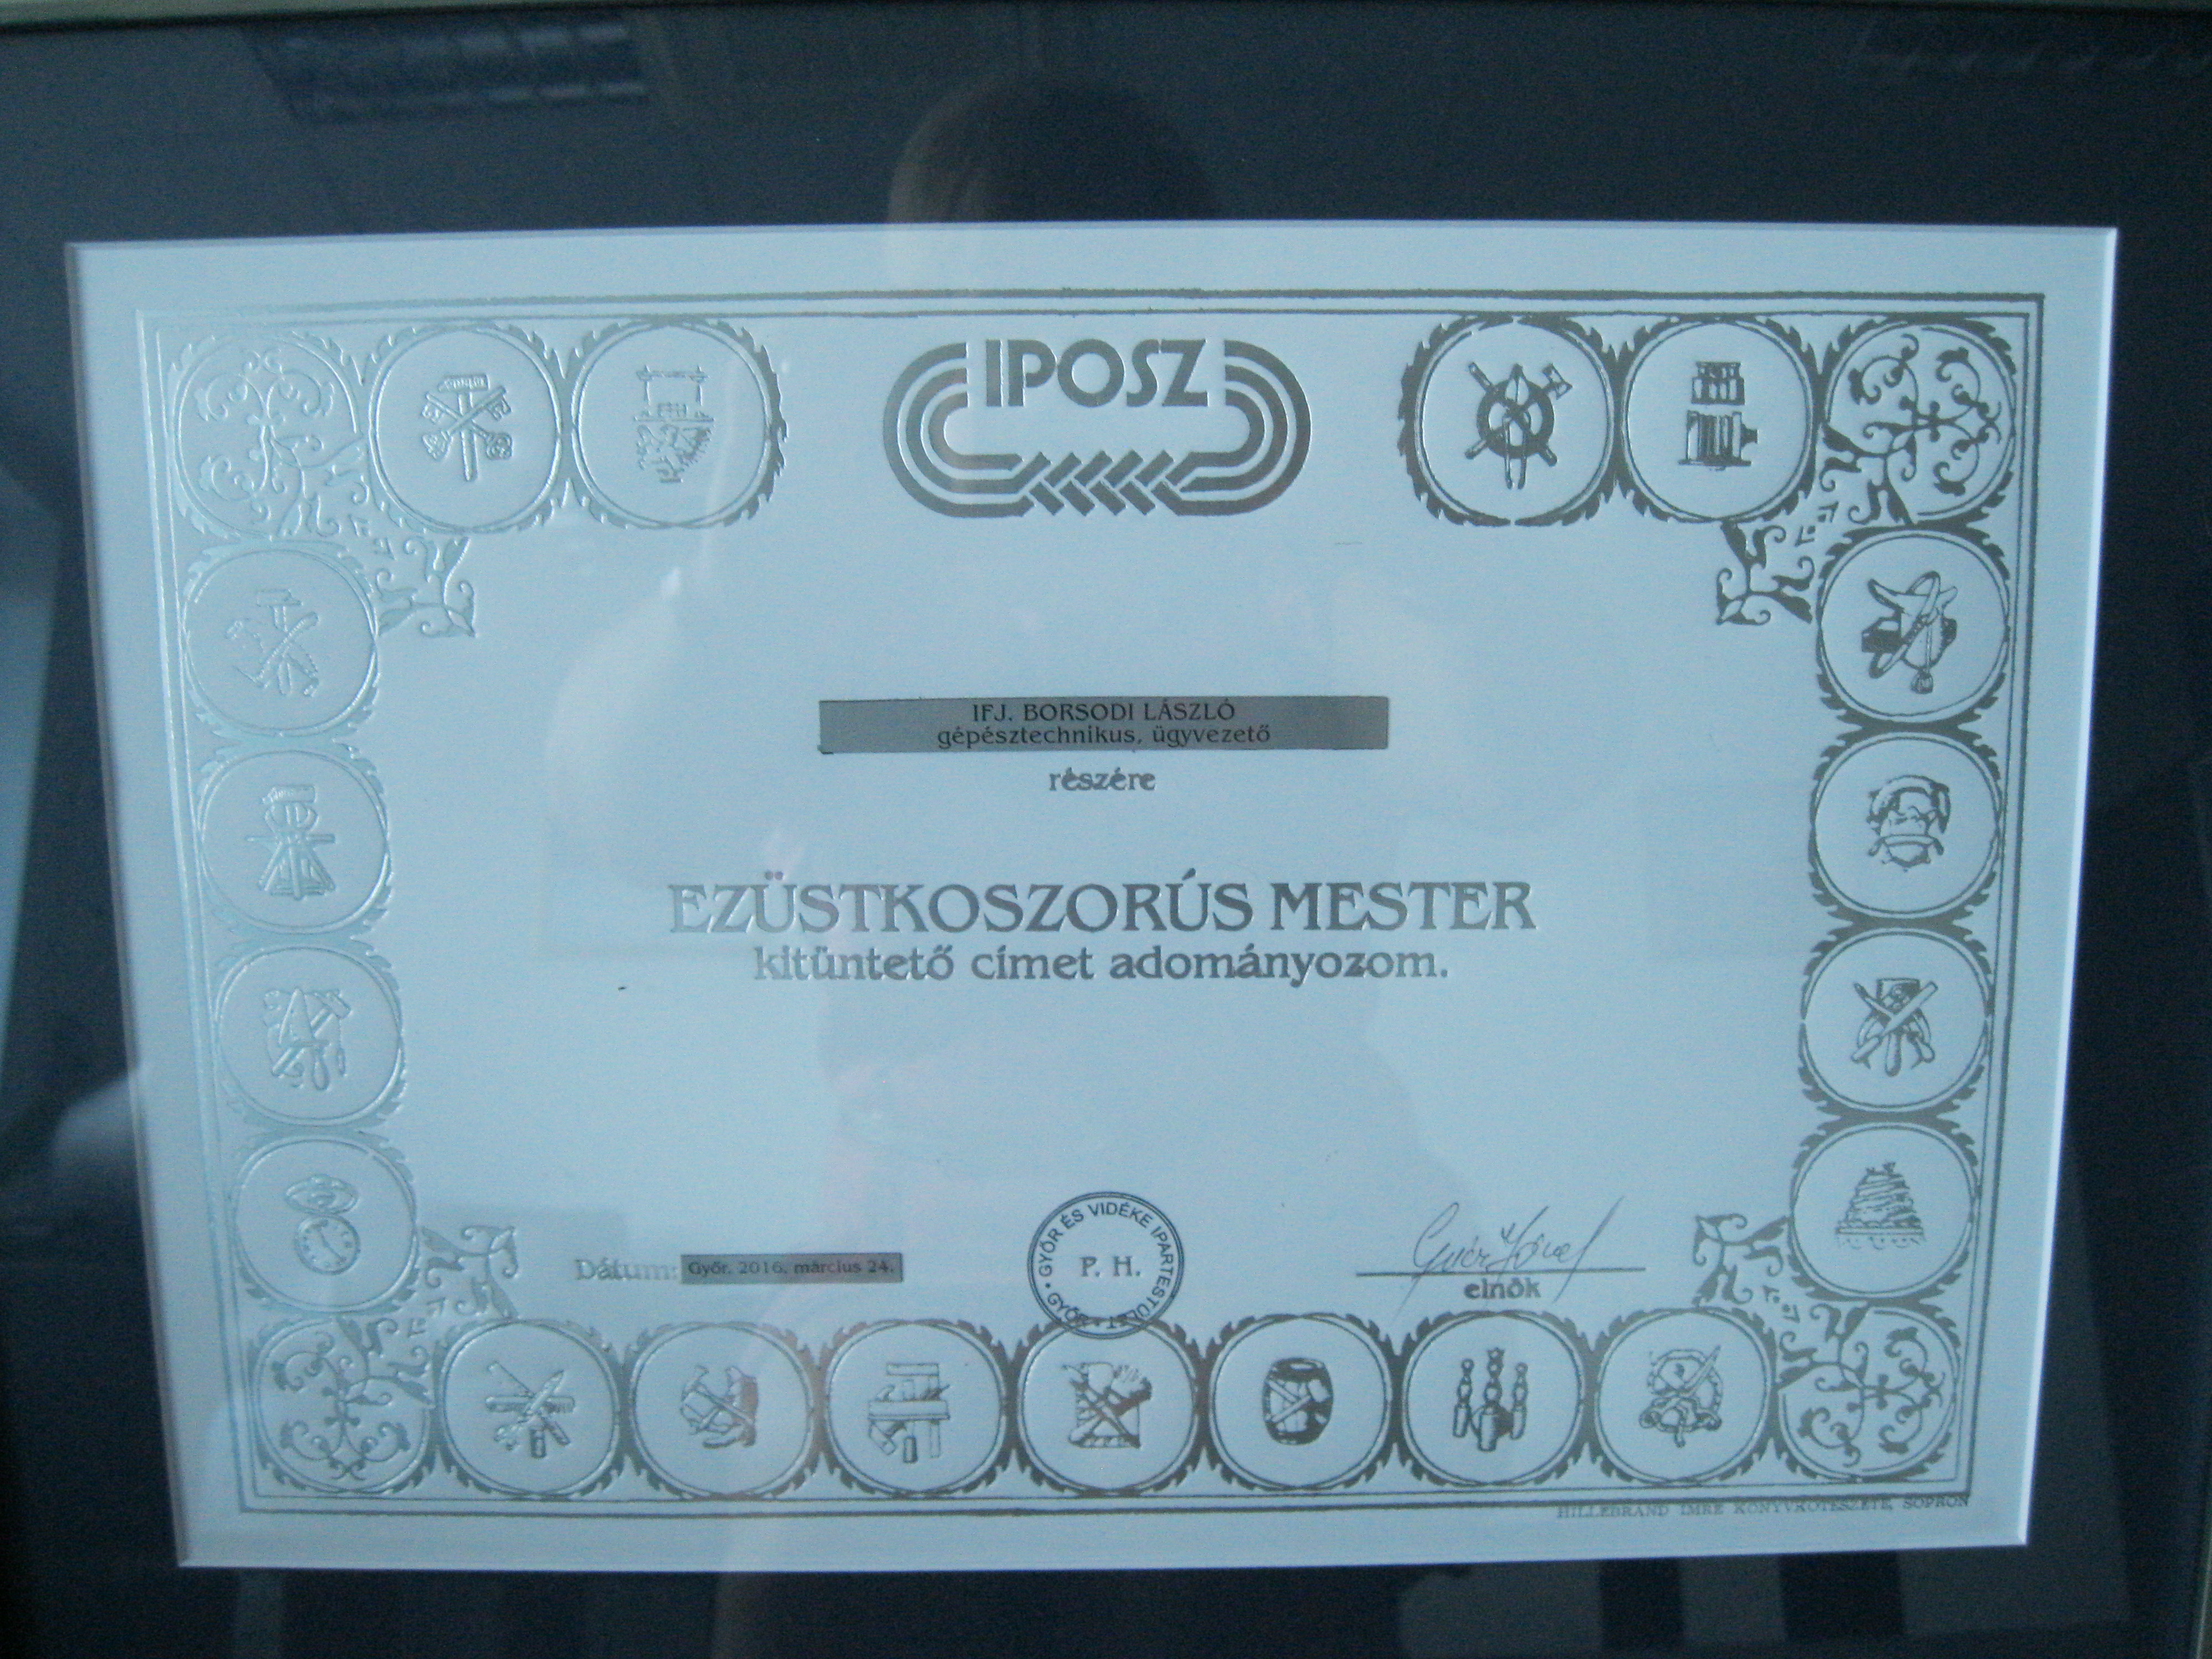 IPOSZ
IFJ. BORSODI LÁSZLÓ
gépésztechnikus, ügyvezető
részére
EZÜSTKOSZORÚS MESTER
kitüntető címet adományozom.
Dátum: Győr, 2016. március 24.
GYŐR ÉS VIDÉKE IPARTESTÜLET • GYŐR •
P. H.
elnök
HILLEBRAND IMRE KÖNYVKÖTÉSZETE, SOPRON